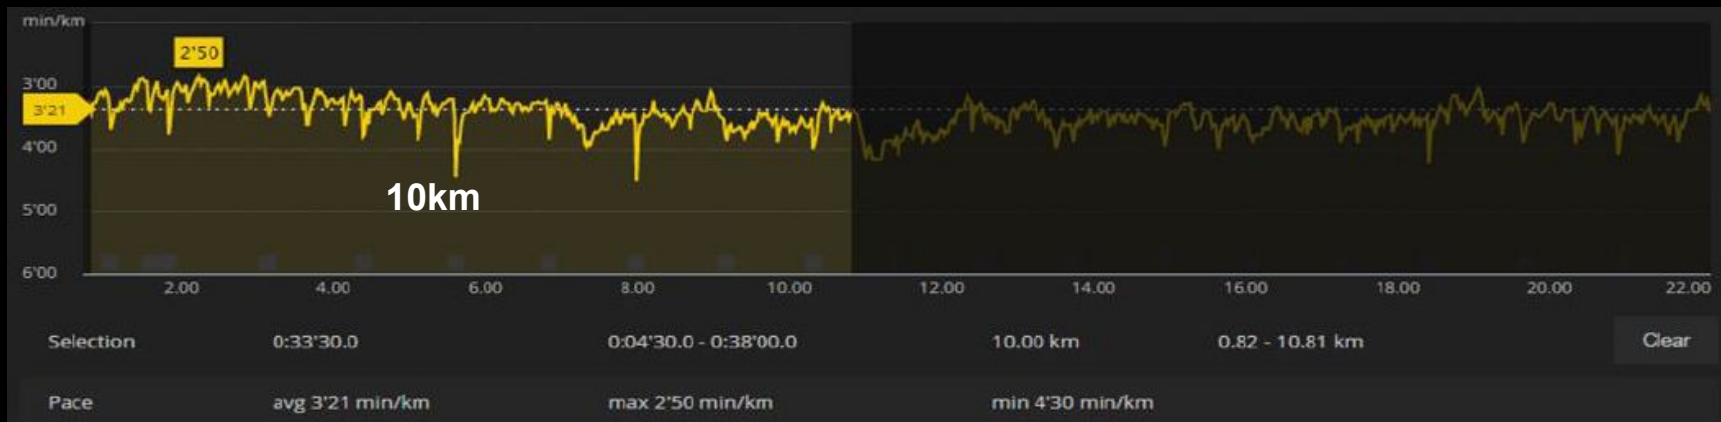 min/km
2'50
3'00
3'21
4'00
10km
5'00
6'00
2.00 4.00 6.00 8.00 10.00 12.00 14.00 16.00 18.00 20.00 22.00
Selection 0:33'30.0 0:04'30.0 - 0:38'00.0 10.00 km 0.82 - 10.81 km Clear
Pace avg 3'21 min/km max 2'50 min/km min 4'30 min/km